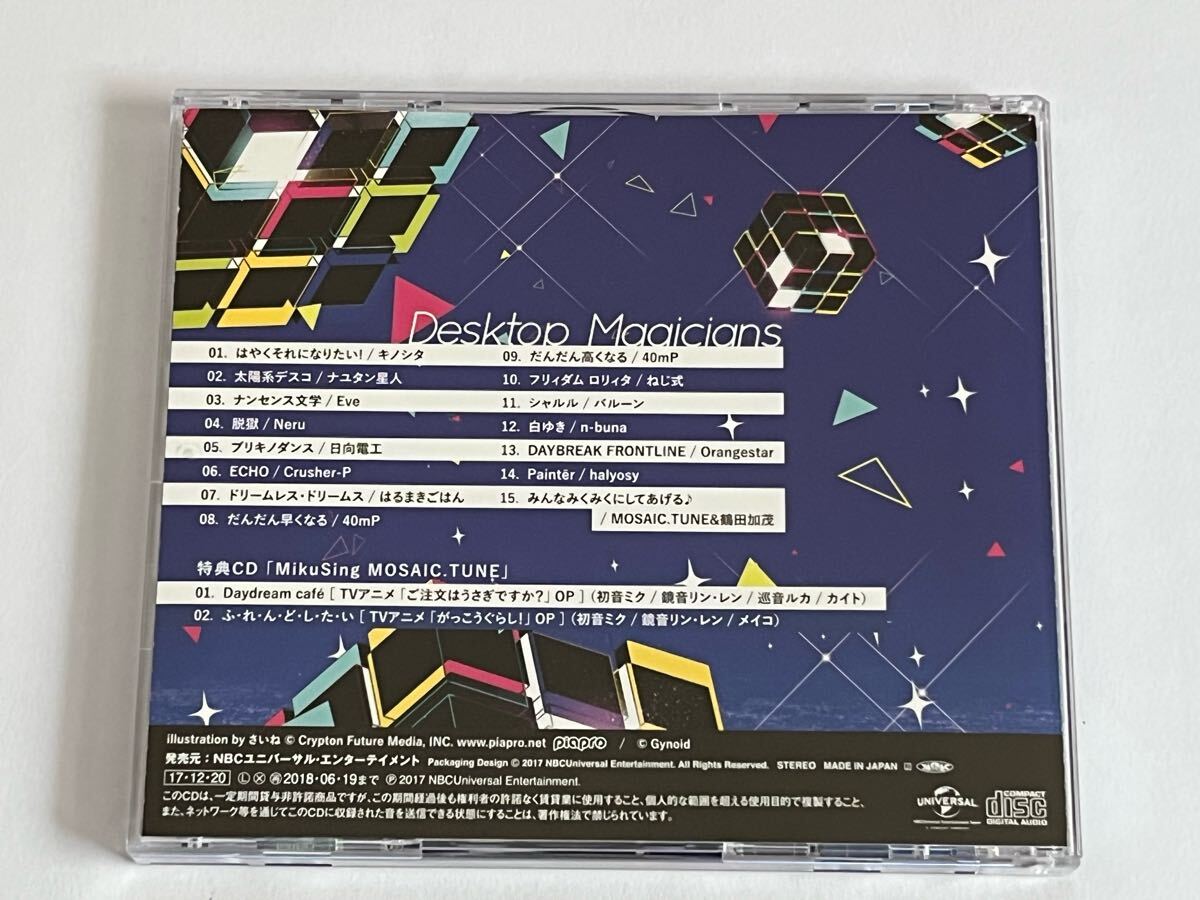 Desktop Magicians
01. はやくそれになりたい! / キノシタ
02. 太陽系デスコ / ナユタン星人
03. ナンセンス文学 / Eve
04. 脱獄 / Neru
05. ブリキノダンス / 日向電工
06. ECHO / Crusher-P
07. ドリームレス・ドリームス / はるまきごはん
08. だんだん早くなる / 40mP
09. だんだん高くなる / 40mP
10. フリィダム ロリィタ / ねじ式
11. シャルル / バルーン
12. 白ゆき / n-buna
13. DAYBREAK FRONTLINE / Orangestar
14. Paintër / halyosy
15. みんなみくみくにしてあげる♪
/ MOSAIC.TUNE&鶴田加茂
特典CD「MikuSing MOSAIC.TUNE」
01. Daydream café [ TVアニメ「ご注文はうさぎですか?」OP ] (初音ミク / 鏡音リン・レン / 巡音ルカ / カイト)
02. ふ・れ・ん・ど・し・た・い [ TVアニメ「がっこうぐらし!」OP ] (初音ミク / 鏡音リン・レン / メイコ)
illustration by さいね © Crypton Future Media, INC. www.piapro.net piapro / © Gynoid
発売元:NBCユニバーサル・エンターテイメント Packaging Design © 2017 NBCUniversal Entertainment. All Rights Reserved. STEREO MADE IN JAPAN
17・12・20 Ⓛ Ⓧ ㊢ 2018・06・19まで ℗ 2017 NBCUniversal Entertainment.
このCDは、一定期間貸与非許諾商品ですが、この期間経過後も権利者の許諾なく賃貸業に使用すること、個人的な範囲を超える使用目的で複製すること、
また、ネットワーク等を通じてこのCDに収録された音を送信できる状態にすることは、著作権法で禁じられています。
UNIVERSAL
COMPACT
disc
DIGITAL AUDIO